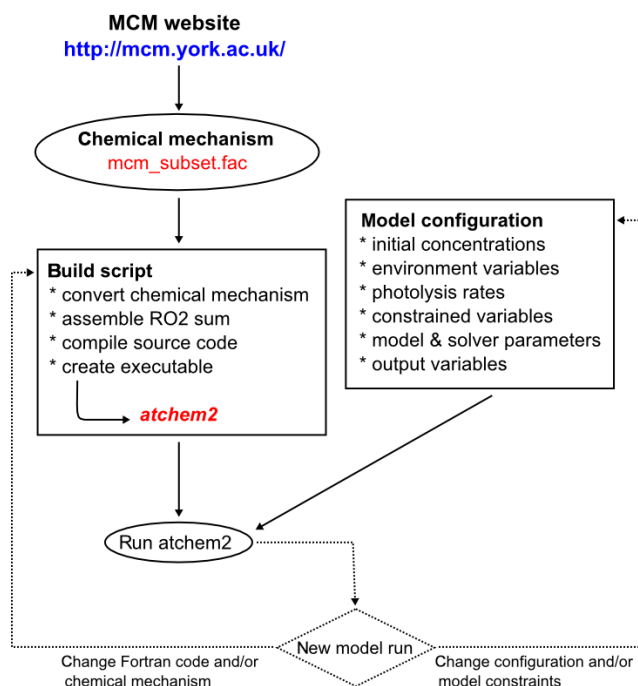 MCM website
http://mcm.york.ac.uk/
Chemical mechanism
mcm_subset.fac
Build script
* convert chemical mechanism
* assemble RO2 sum
* compile source code
* create executable
atchem2
Model configuration
* initial concentrations
* environment variables
* photolysis rates
* constrained variables
* model & solver parameters
* output variables
Run atchem2
New model run
Change Fortran code and/or
chemical mechanism
Change configuration and/or
model constraints